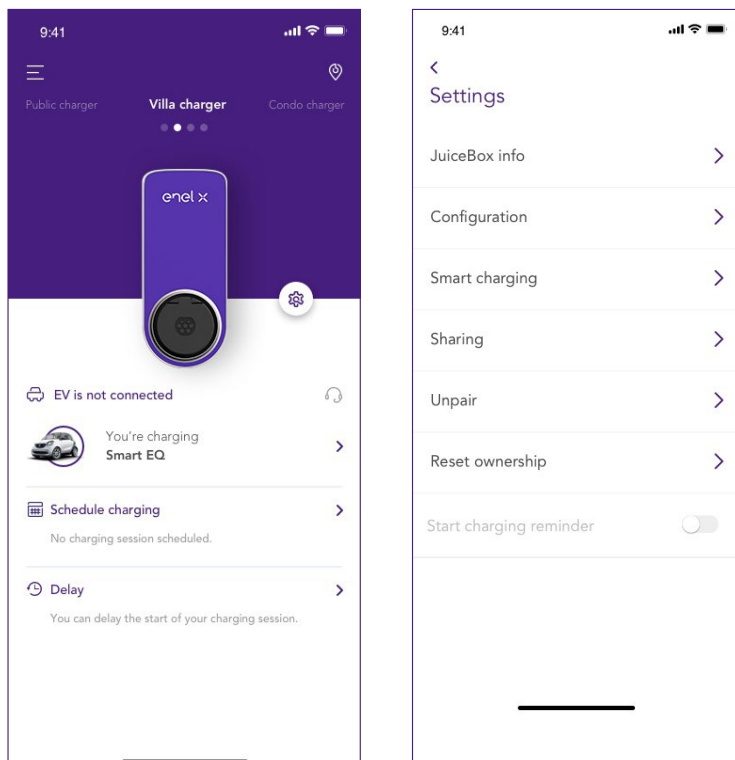 9:41
Public charger
Villa charger
Condo charger
enel x
EV is not connected
You're charging
Smart EQ
Schedule charging
No charging session scheduled.
Delay
You can delay the start of your charging session.
9:41
Settings
JuiceBox info
Configuration
Smart charging
Sharing
Unpair
Reset ownership
Start charging reminder